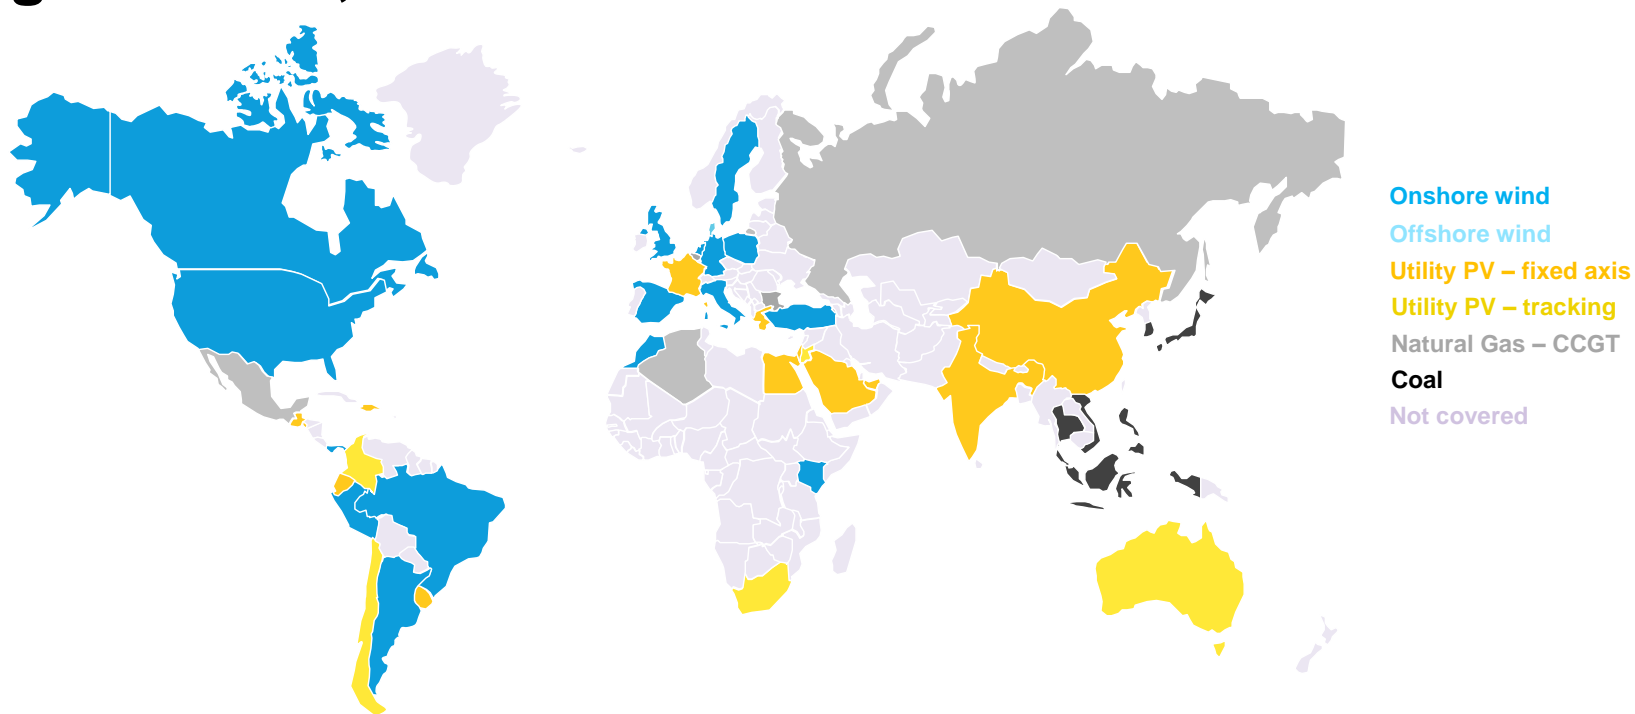 Onshore wind
Offshore wind
Utility PV – fixed axis
Utility PV – tracking
Natural Gas – CCGT
Coal
Not covered